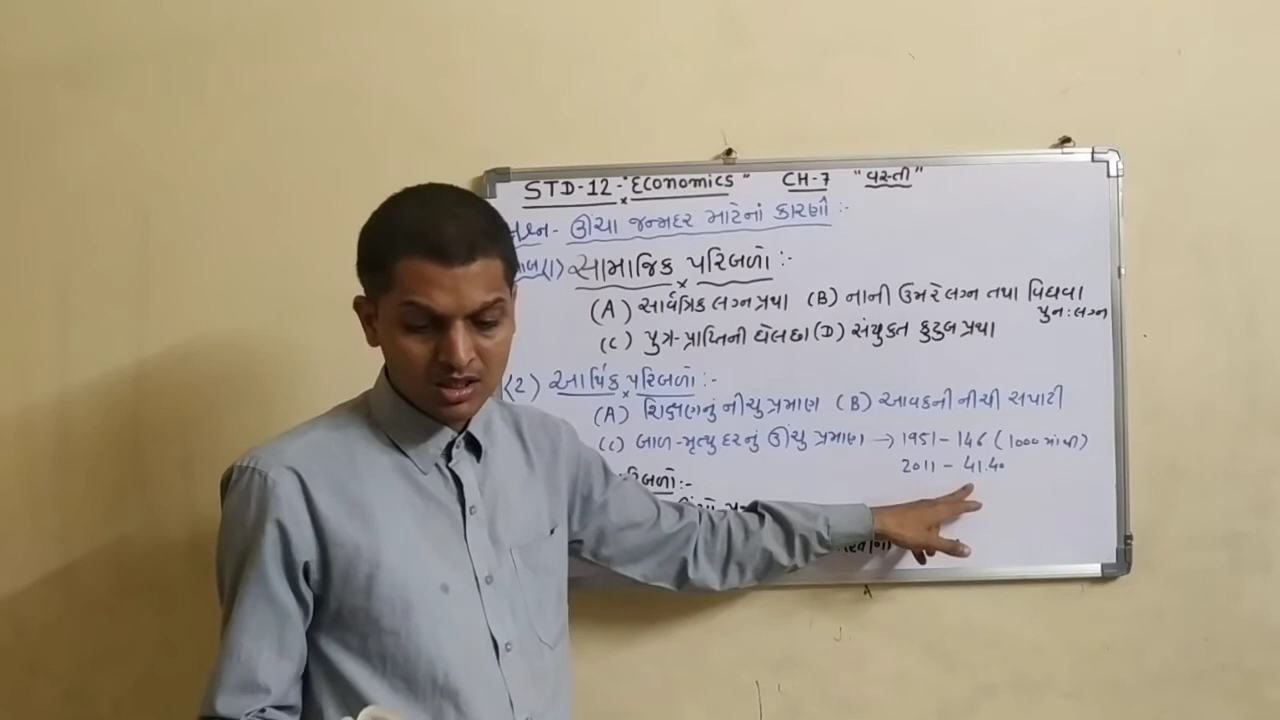 STD-12 - "Economics" CH-7 "વસ્તી"
પ્રશ્ન - ઊંચા જન્મદર માટેનાં કારણો :-
(1) સામાજિક પરિબળો :-
(A) સાર્વત્રિક લગ્ન પ્રથા (B) નાની ઉંમરે લગ્ન તથા વિધવા
પુન: લગ્ન
(C) પુત્ર-પ્રાપ્તિની ઘેલછા (D) સંયુક્ત કુટુંબ પ્રથા
(2) આર્થિક પરિબળો :-
(A) શિક્ષણનું નીચુ પ્રમાણ (B) આવકની નીચી સપાટી
(C) બાળ-મૃત્યુ દરનું ઊંચુ પ્રમાણ → 1951 - 146 (1000 માંથી)
2011 - 41.40
પરિબળો :-